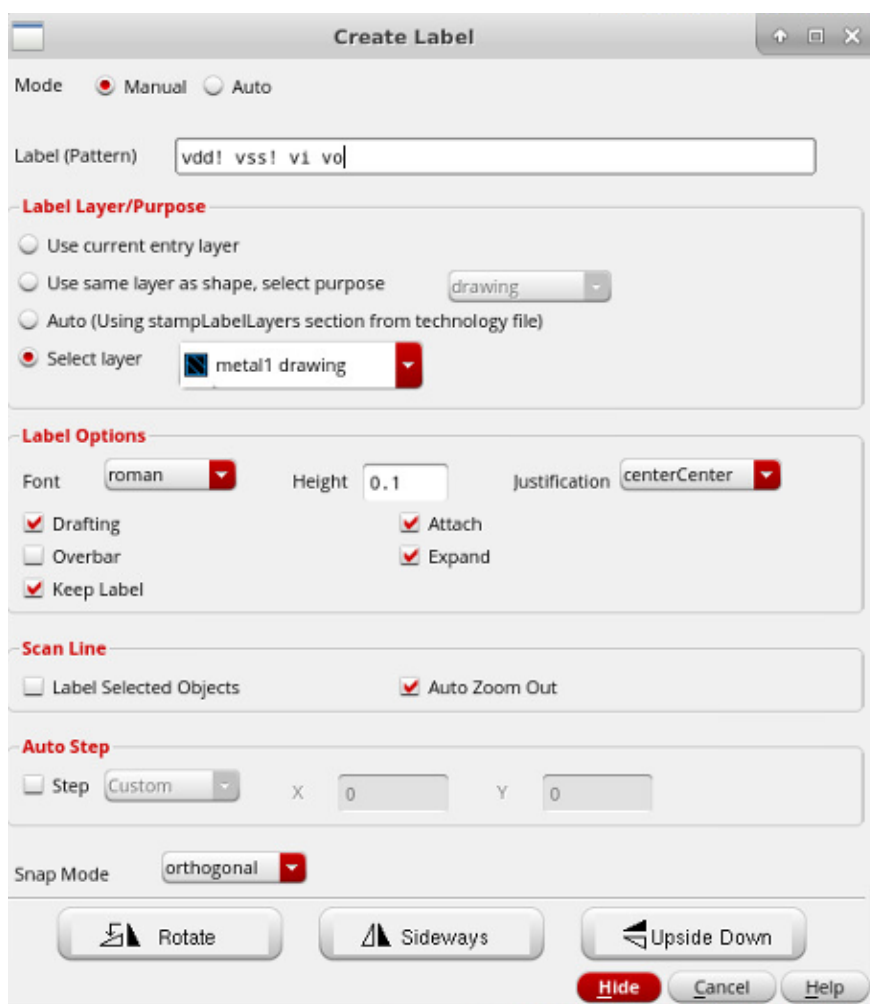 Create Label
Mode Manual Auto
Label (Pattern) vdd! vss! vi vo
Label Layer/Purpose
Use current entry layer
Use same layer as shape, select purpose drawing
Auto (Using stampLabelLayers section from technology file)
Select layer metal1 drawing
Label Options
Font roman Height 0.1 Justification centerCenter
Drafting Attach
Overbar Expand
Keep Label
Scan Line
Label Selected Objects Auto Zoom Out
Auto Step
Step Custom X 0 Y 0
Snap Mode orthogonal
Rotate Sideways Upside Down
Hide Cancel Help